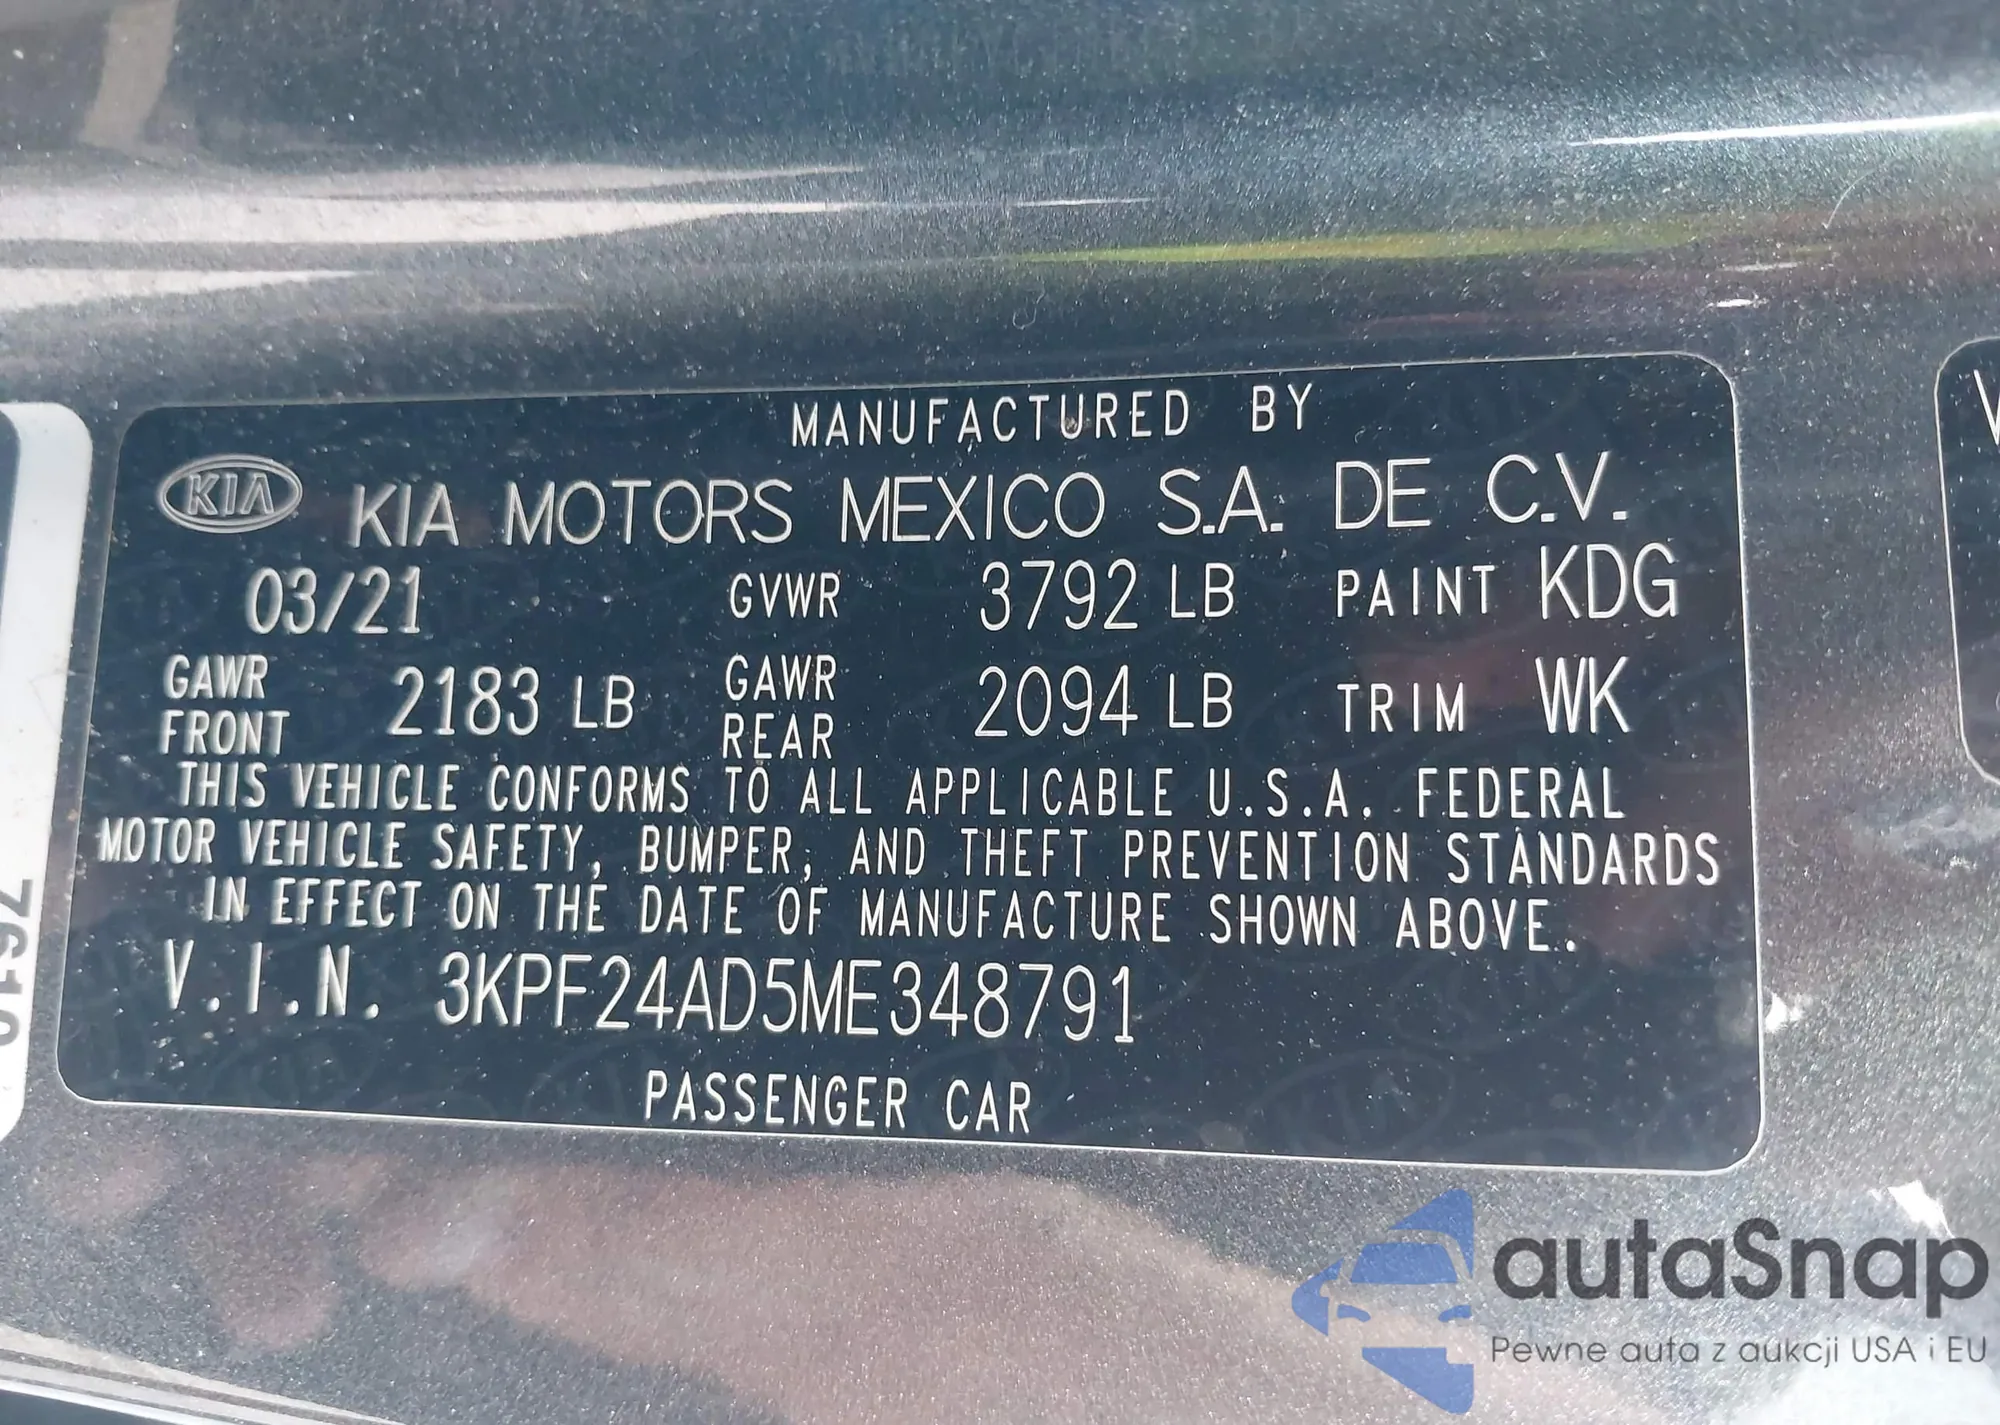 MANUFACTURED BY
KIA KIA MOTORS MEXICO S.A. DE C.V.
03/21 GVWR 3792 LB PAINT KDG
GAWR FRONT 2183 LB GAWR REAR 2094 LB TRIM WK
THIS VEHICLE CONFORMS TO ALL APPLICABLE U.S.A. FEDERAL
MOTOR VEHICLE SAFETY, BUMPER, AND THEFT PREVENTION STANDARDS
IN EFFECT ON THE DATE OF MANUFACTURE SHOWN ABOVE.
V.I.N. 3KPF24AD5ME348791
PASSENGER CAR
autaSnap
Pewne auta z aukcji USA i EU